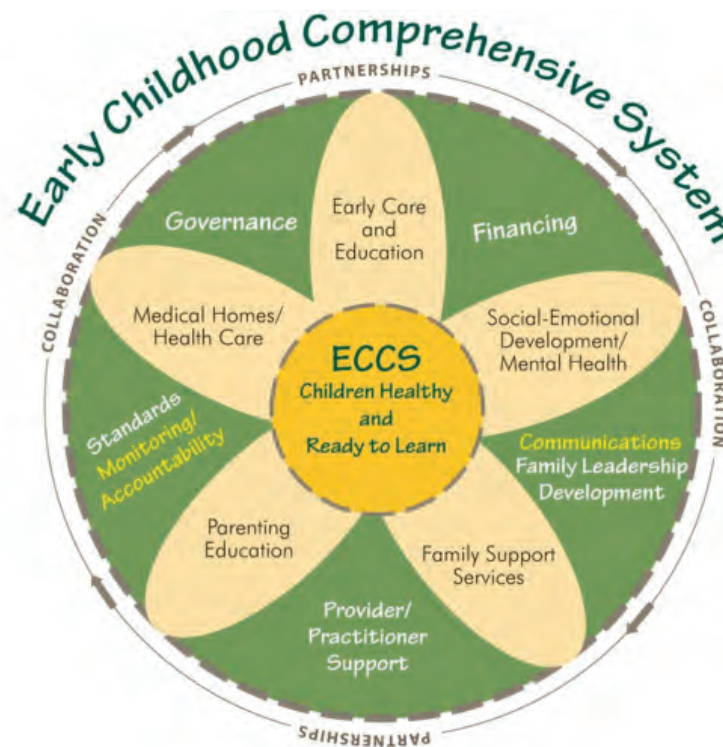 Early Childhood Comprehensive System
PARTNERSHIPS
COLLABORATION
COLLABORATION
PARTNERSHIPS
Governance
Early Care
and
Education
Financing
Medical Homes/
Health Care
Social-Emotional
Development/
Mental Health
ECCS
Children Healthy
and
Ready to Learn
Standards
Monitoring/
Accountability
Communications
Family Leadership
Development
Parenting
Education
Family Support
Services
Provider/
Practitioner
Support